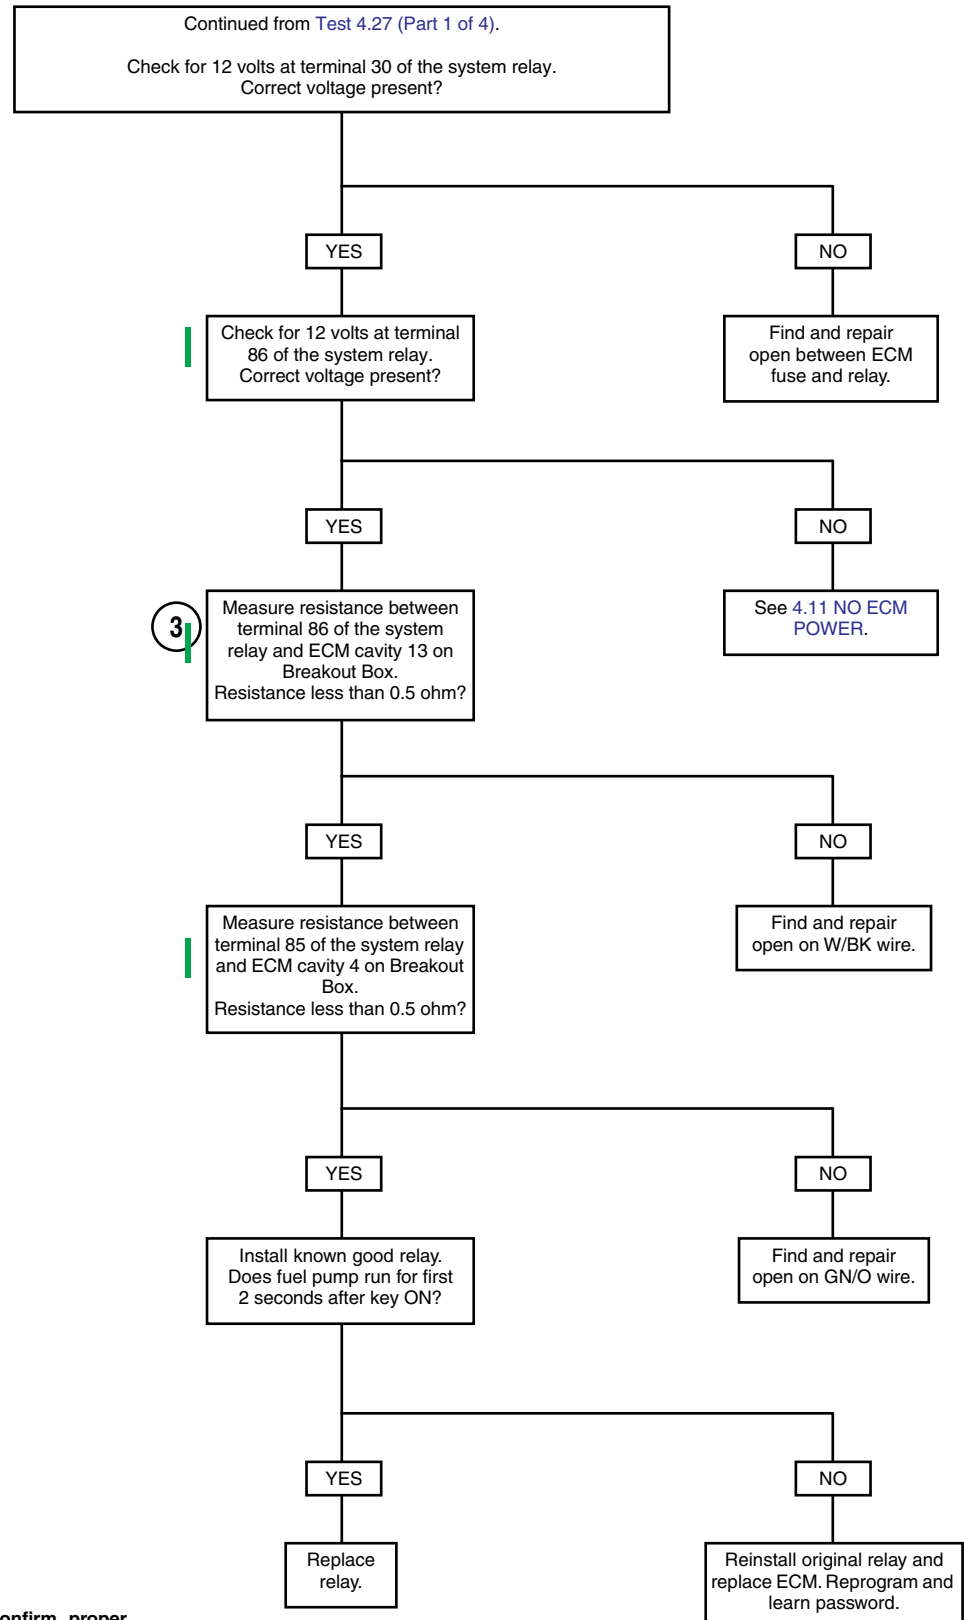 Continued from Test 4.27 (Part 1 of 4).
Check for 12 volts at terminal 30 of the system relay.
Correct voltage present?
YES
NO
Check for 12 volts at terminal
86 of the system relay.
Correct voltage present?
Find and repair
open between ECM
fuse and relay.
YES
NO
3
Measure resistance between
terminal 86 of the system
relay and ECM cavity 13 on
Breakout Box.
Resistance less than 0.5 ohm?
See 4.11 NO ECM
POWER.
YES
NO
Measure resistance between
terminal 85 of the system relay
and ECM cavity 4 on Breakout
Box.
Resistance less than 0.5 ohm?
Find and repair
open on W/BK wire.
YES
NO
Install known good relay.
Does fuel pump run for first
2 seconds after key ON?
Find and repair
open on GN/O wire.
YES
NO
Replace
relay.
Reinstall original relay and
replace ECM. Reprogram and
learn password.
onfirm proper